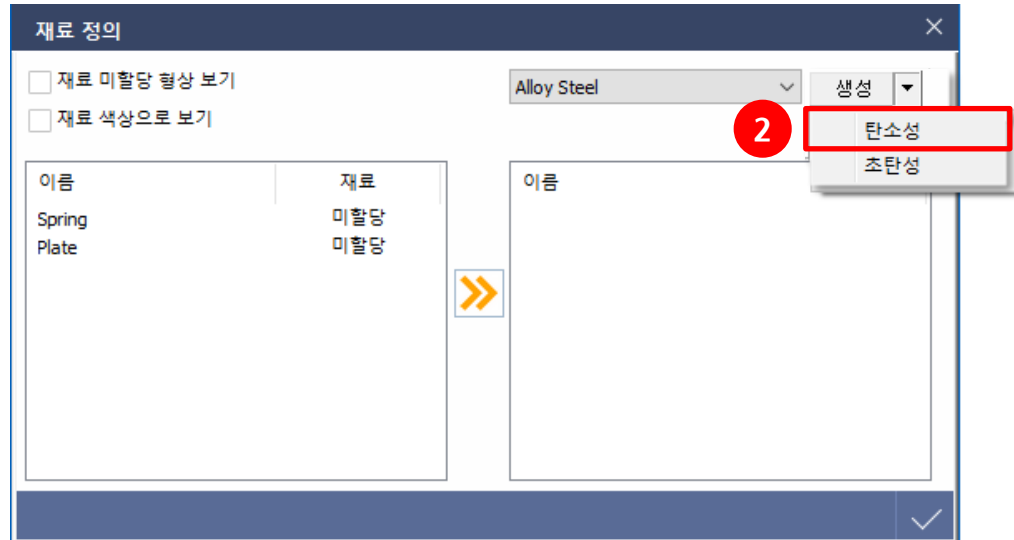 재료 정의
재료 미할당 형상 보기
재료 색상으로 보기
Alloy Steel
생성
2
탄소성
초탄성
이름 재료
Spring 미할당
Plate 미할당
이름